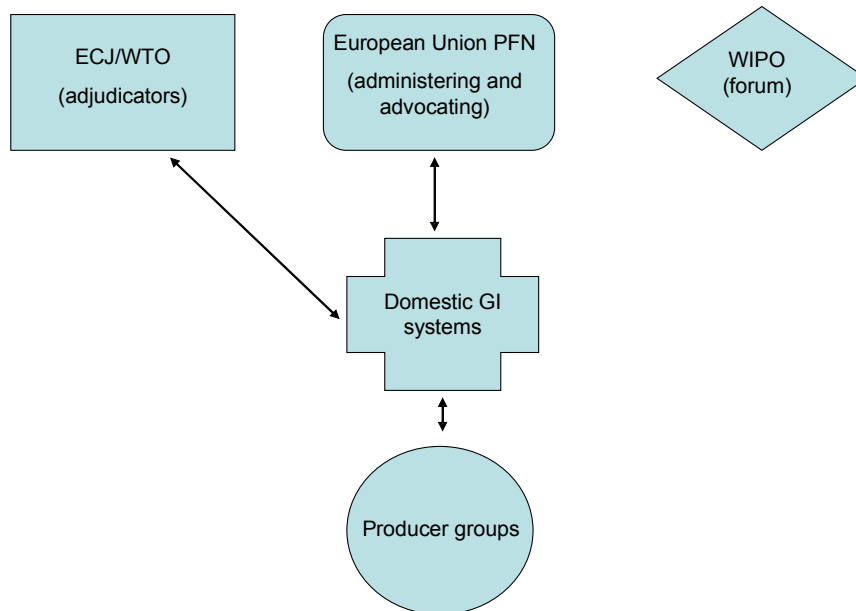 ECJ/WTO
(adjudicators)
European Union PFN
(administering and
advocating)
WIPO
(forum)
Domestic GI
systems
Producer groups